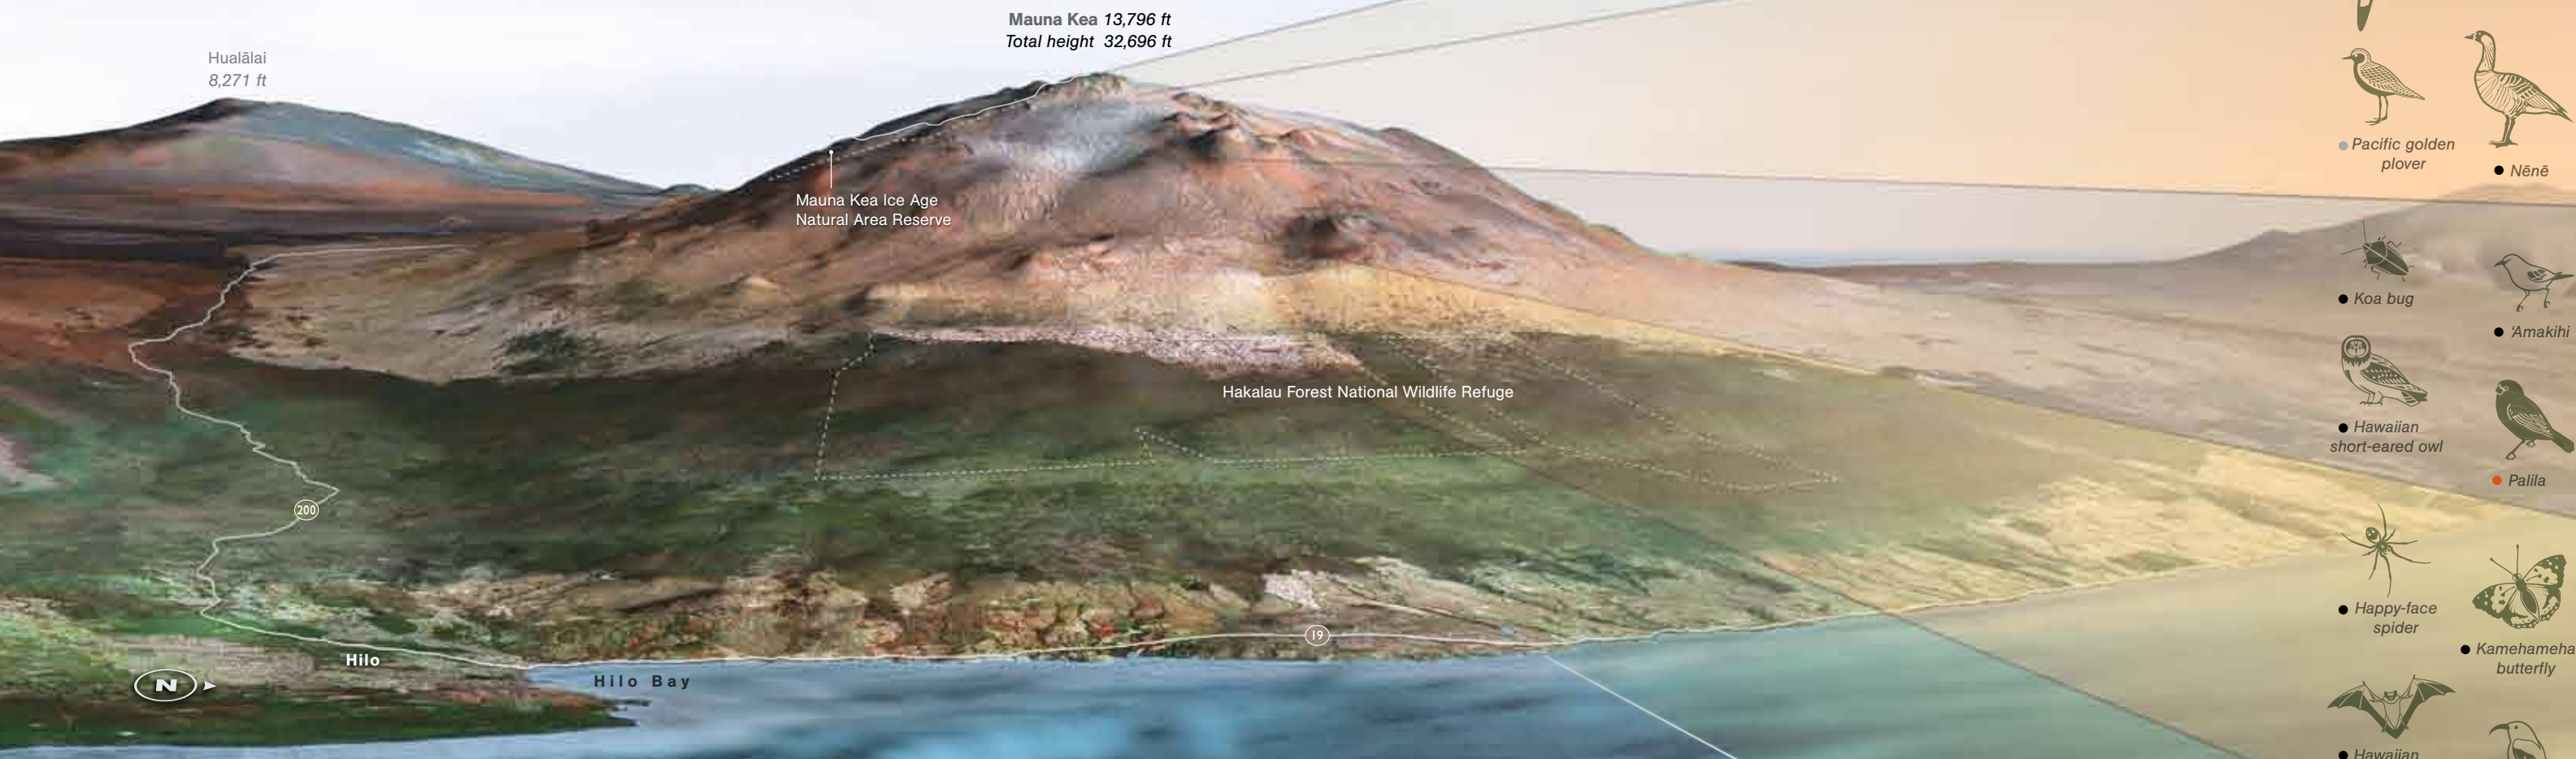 Mauna Kea 13,796 ft
Total height 32,696 ft
Hualālai
8,271 ft
Mauna Kea Ice Age
Natural Area Reserve
Hakalau Forest National Wildlife Refuge
200
19
Hilo
Hilo Bay
N
Pacific golden
plover
Nēnē
Koa bug
‘Amakihi
Hawaiian
short-eared owl
Palila
Happy-face
spider
Kamehameha
butterfly
Hawaiian